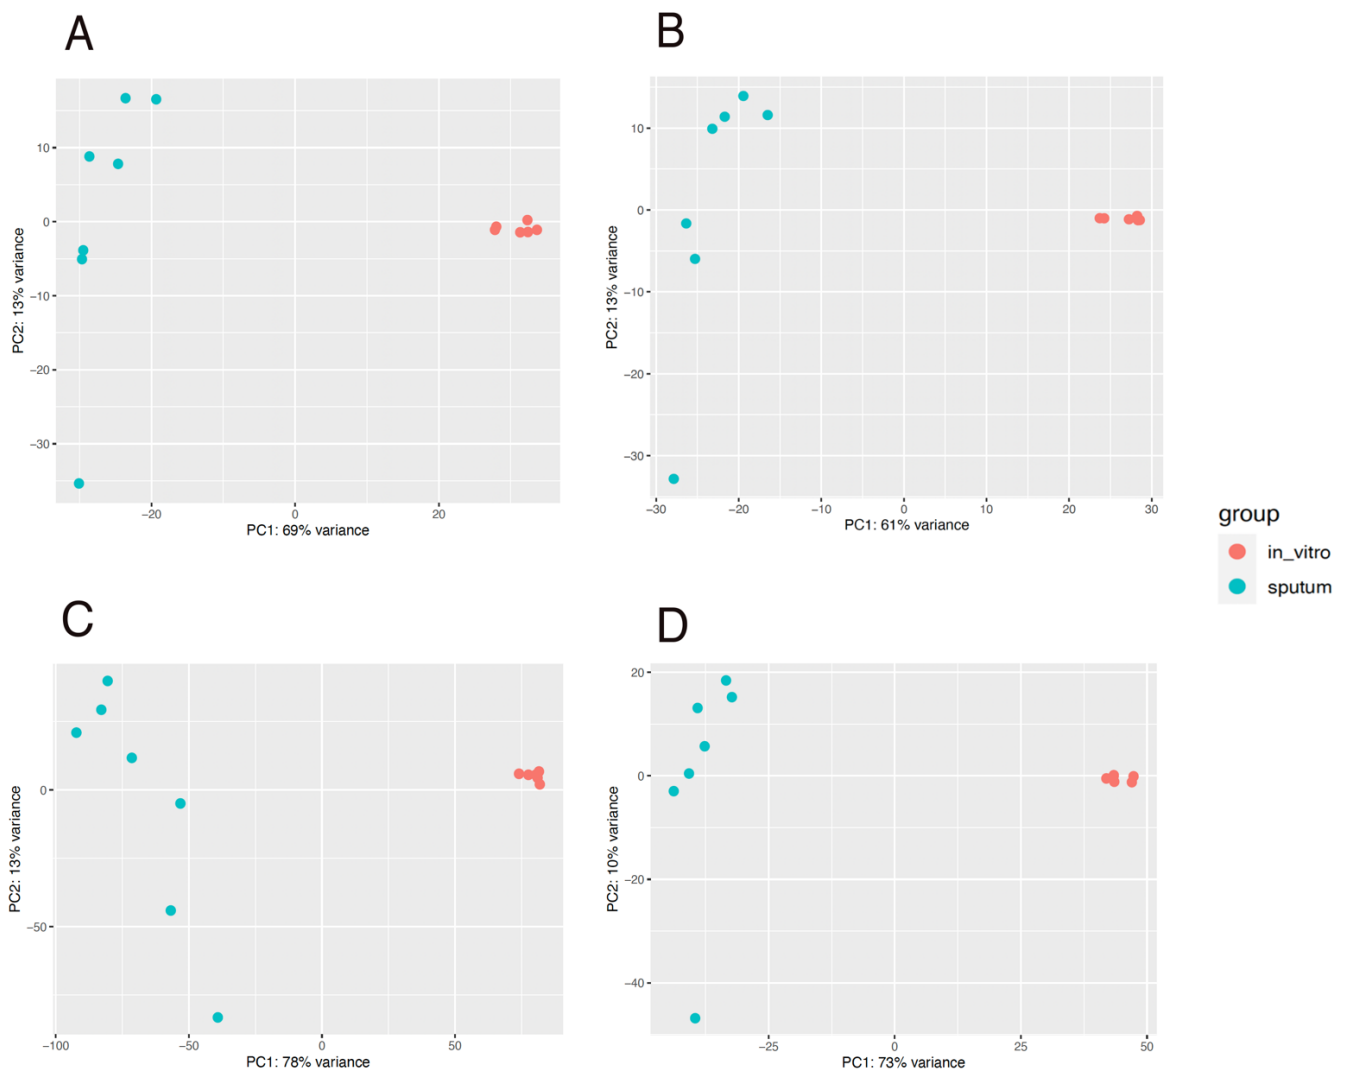 A
B
10
0
−10
−20
−30
PC2: 13% variance
−20
0
20
PC1: 69% variance
10
0
−10
−20
−30
PC2: 13% variance
−30
−20
−10
0
10
20
30
PC1: 61% variance
group
in_vitro
sputum
C
D
0
−50
PC2: 13% variance
−100
−50
0
50
PC1: 78% variance
20
0
−20
−40
PC2: 10% variance
−25
0
25
50
PC1: 73% variance